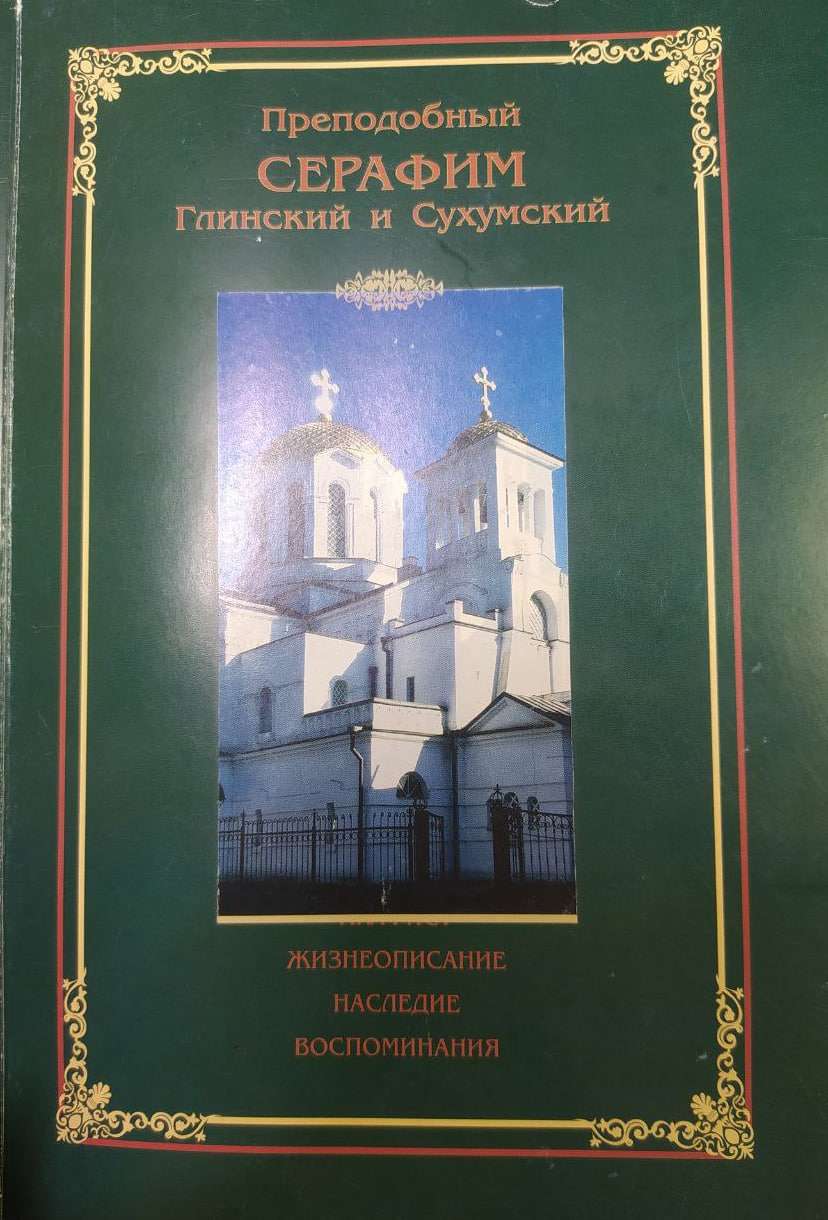 Преподобный
СЕРАФИМ
Глинский и Сухумский
ЖИЗНЕОПИСАНИЕ
НАСЛЕДИЕ
ВОСПОМИНАНИЯ